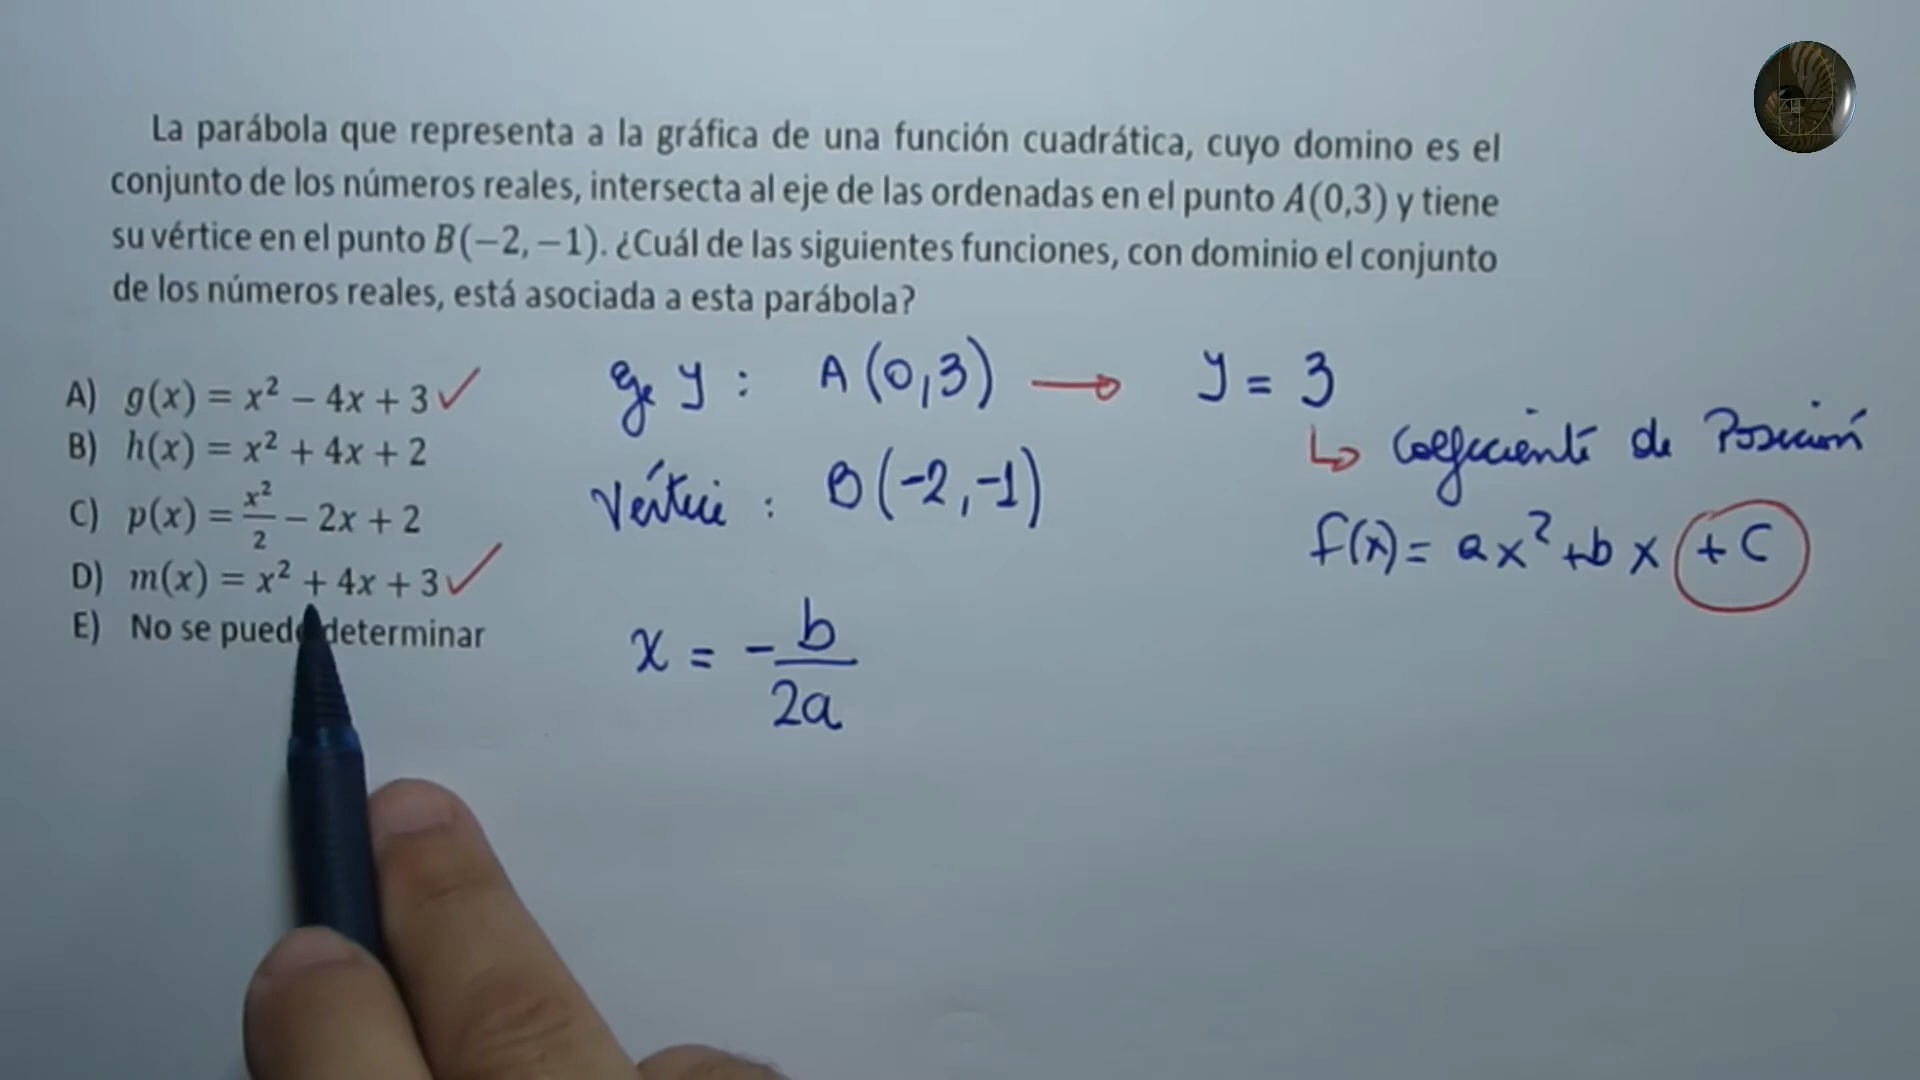 La parábola que representa a la gráfica de una función cuadrática, cuyo domino es el
conjunto de los números reales, intersecta al eje de las ordenadas en el punto A(0,3) y tiene
su vértice en el punto B(−2, −1). ¿Cuál de las siguientes funciones, con dominio el conjunto
de los números reales, está asociada a esta parábola?
A) g(x) = x² − 4x + 3 ✓
B) h(x) = x² + 4x + 2
C) p(x) = x²/2 − 2x + 2
D) m(x) = x² + 4x + 3 ✓
E) No se puede determinar
Eje y : A(0,3) → y = 3
↳ Coeficiente de Posición
Vértice : B(-2,-1)
f(x) = ax² + bx + c
x = - b/2a